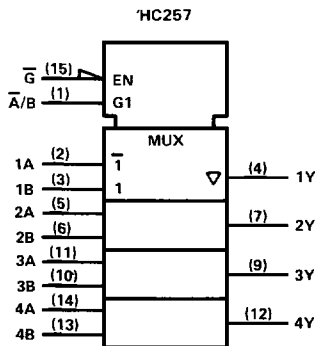 'HC257
G̅ (15) EN
A̅/B (1) G1
MUX
1A (2) 1̅
1B (3) 1
(4) 1Y
2A (5)
2B (6)
(7) 2Y
3A (11)
3B (10)
(9) 3Y
4A (14)
4B (13)
(12) 4Y